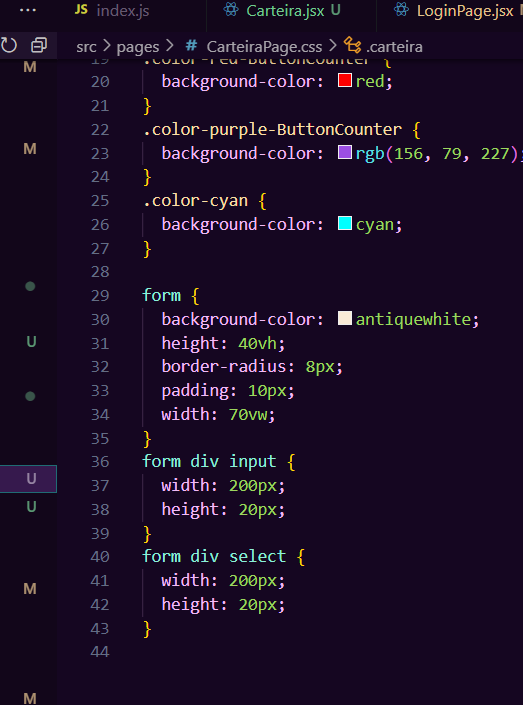 ··· JS index.js Carteira.jsx U LoginPage.jsx M
src > pages > # CarteiraPage.css > .carteira
M
19 .color-red-ButtonCounter {
20 background-color: red;
21 }
22 .color-purple-ButtonCounter {
M
23 background-color: rgb(156, 79, 227);
24 }
25 .color-cyan {
26 background-color: cyan;
27 }
28
29 form {
30 background-color: antiquewhite;
U
31 height: 40vh;
32 border-radius: 8px;
33 padding: 10px;
34 width: 70vw;
35 }
36 form div input {
U
37 width: 200px;
U
38 height: 20px;
39 }
40 form div select {
M
41 width: 200px;
42 height: 20px;
43 }
44
M